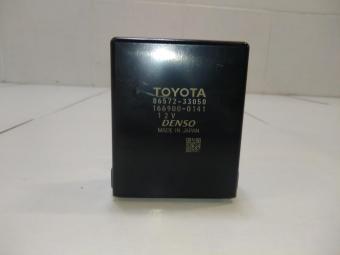 TOYOTA
86572-33050
166900-0141
12V
DENSO
MADE IN JAPAN